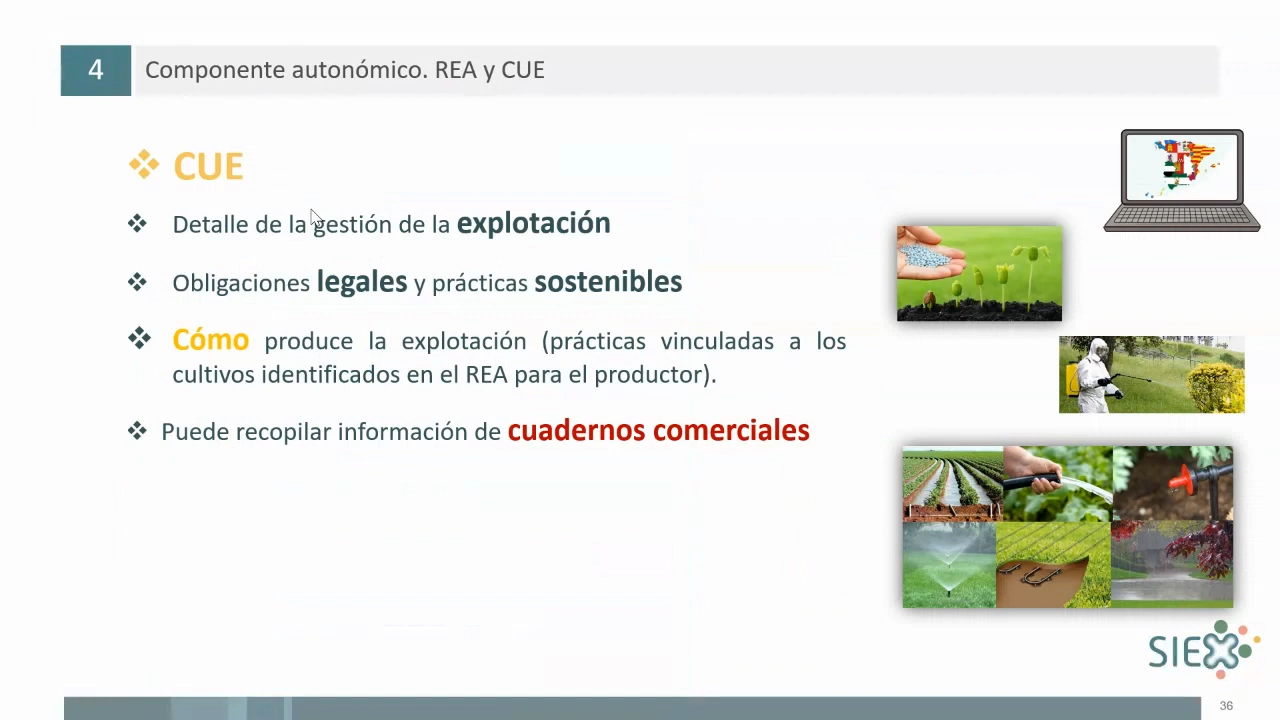 4
Componente autonómico. REA y CUE
CUE
Detalle de la gestión de la explotación
Obligaciones legales y prácticas sostenibles
Cómo produce la explotación (prácticas vinculadas a los
cultivos identificados en el REA para el productor).
Puede recopilar información de cuadernos comerciales
SIEX
36